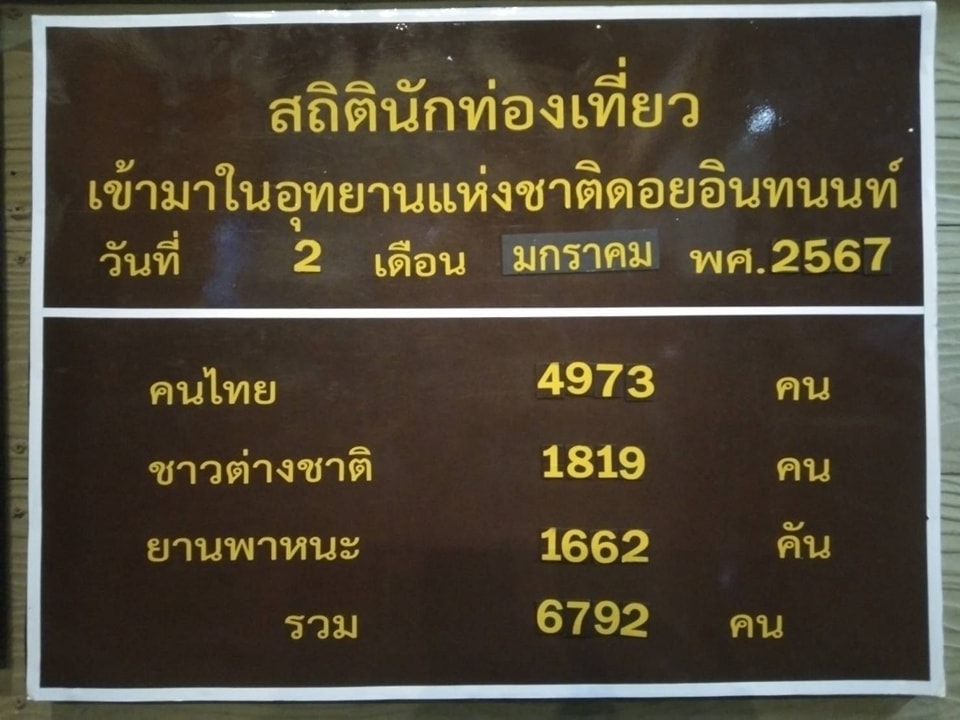 สถิตินักท่องเที่ยว
เข้ามาในอุทยานแห่งชาติดอยอินทนนท์
วันที่ 2 เดือน มกราคม พศ.2567
คนไทย 4973 คน
ชาวต่างชาติ 1819 คน
ยานพาหนะ 1662 คัน
รวม 6792 คน